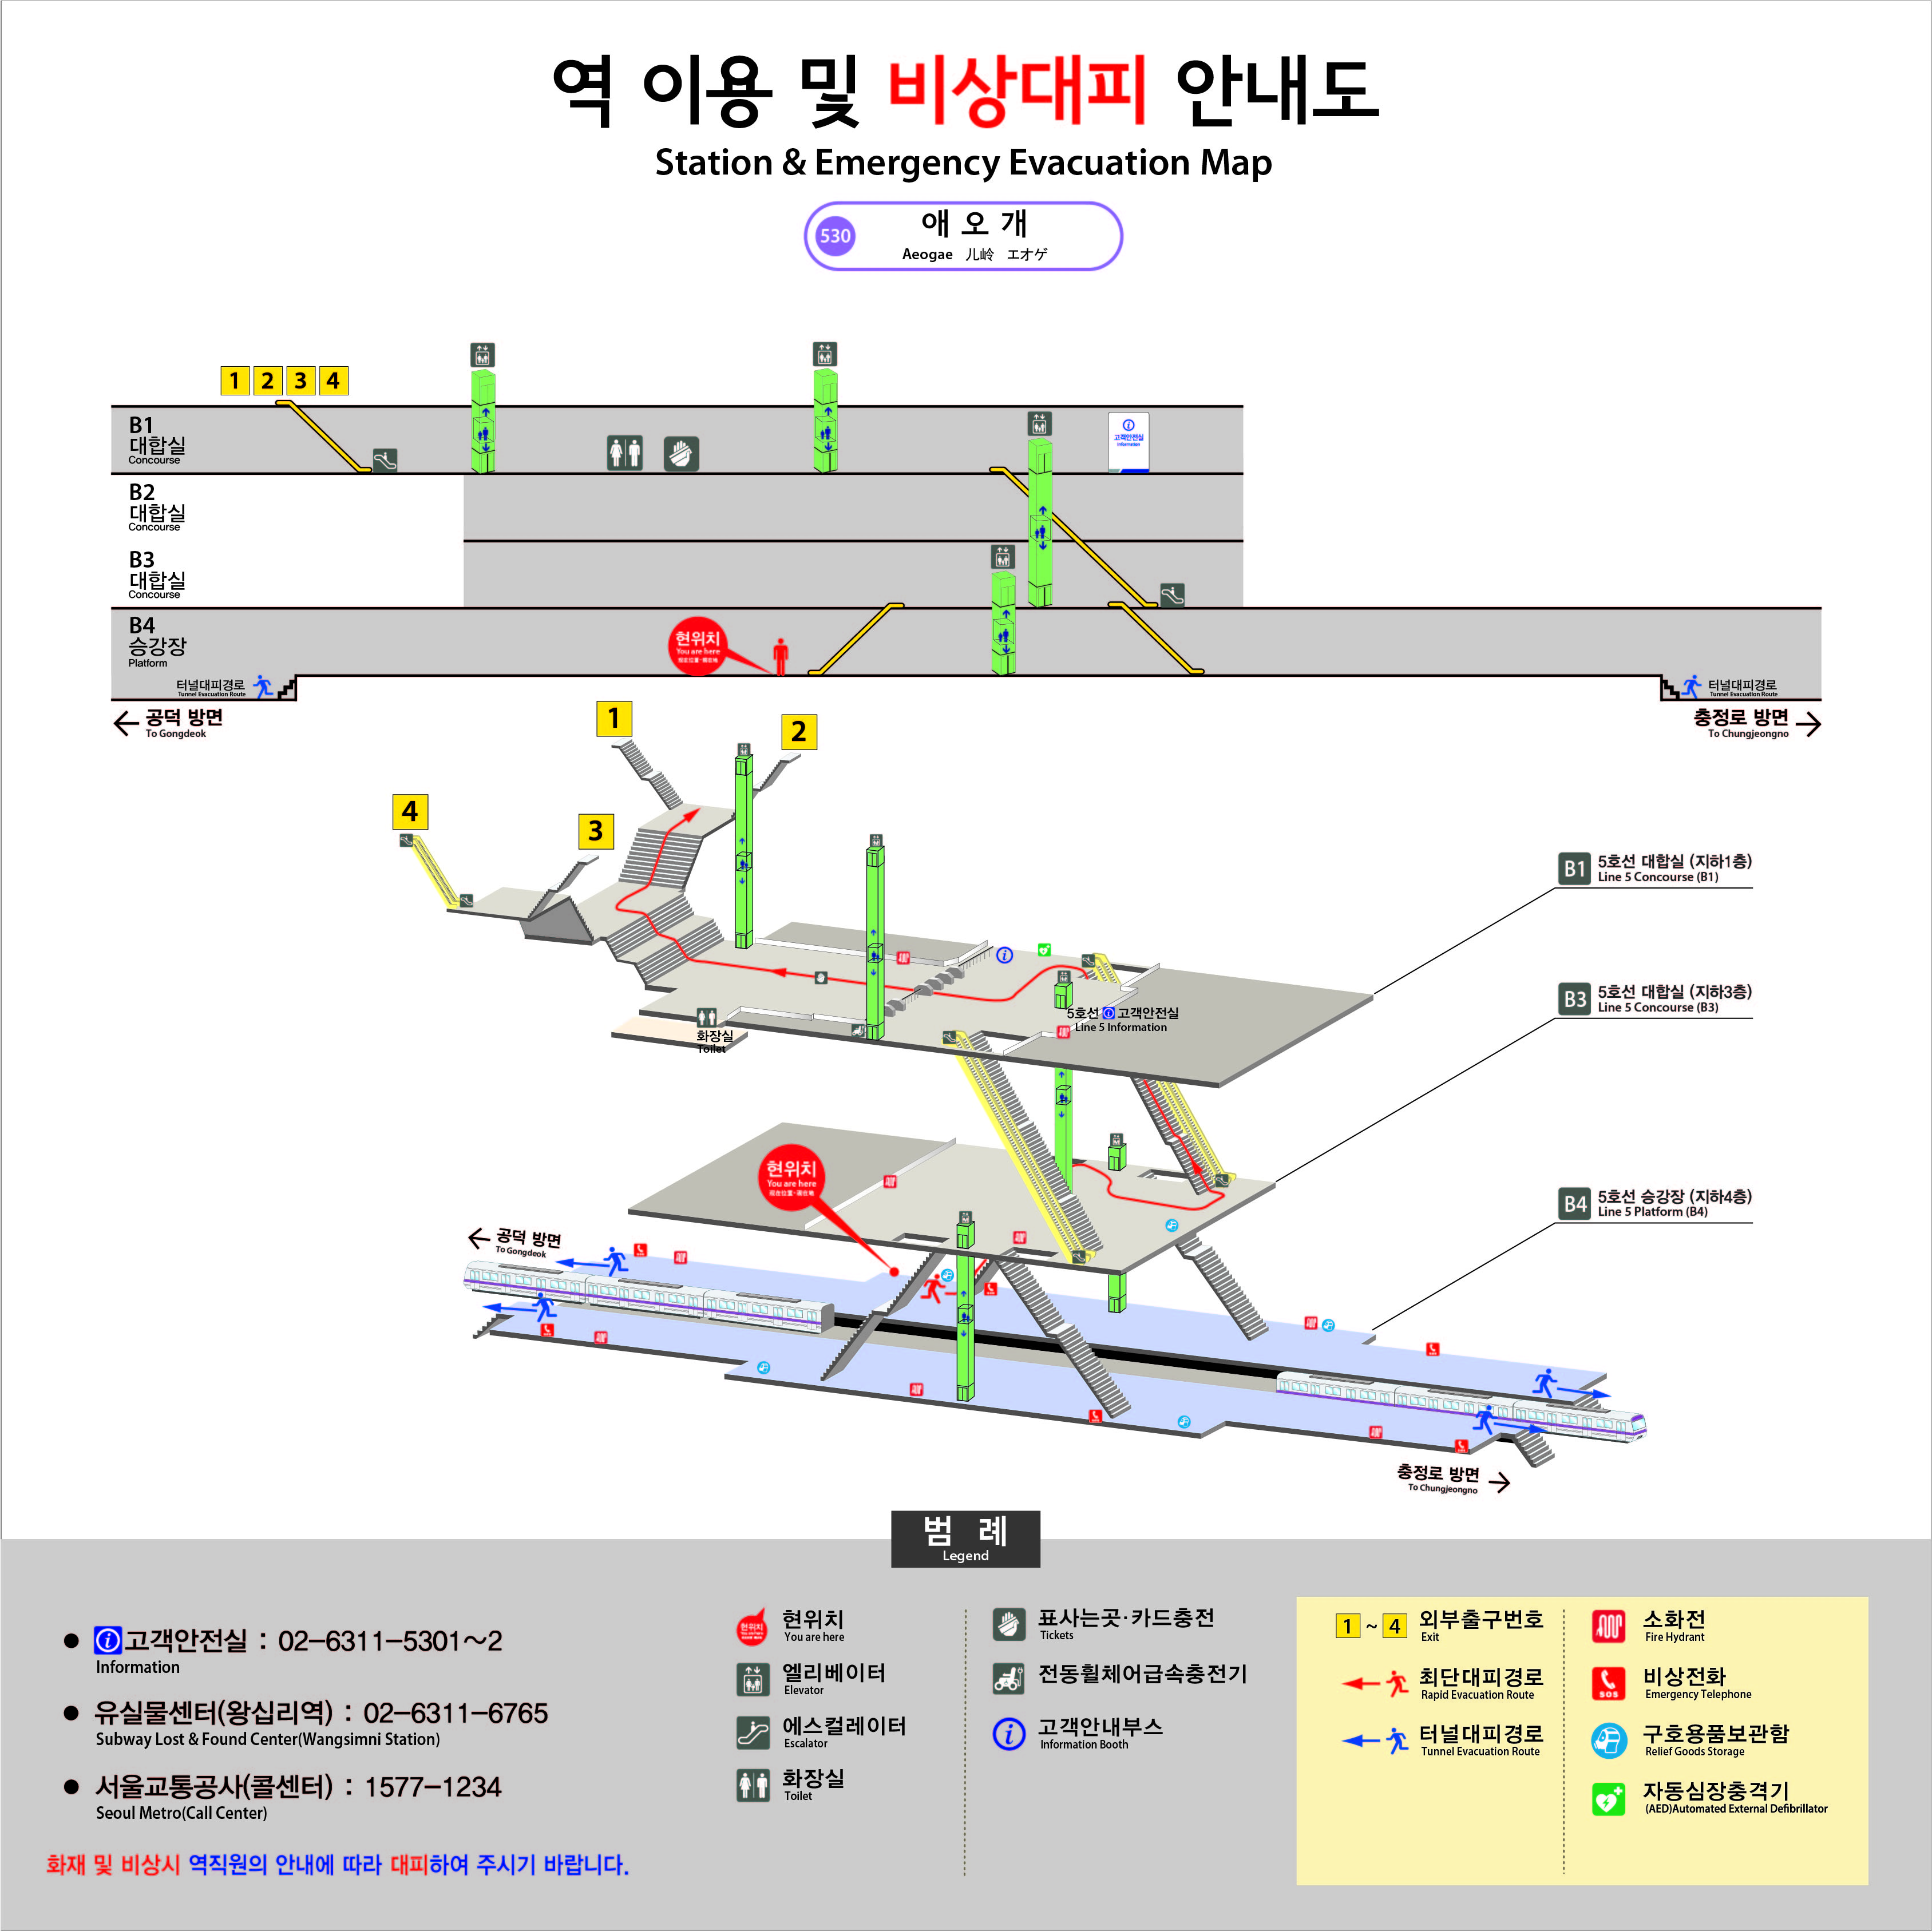 역 이용 및 비상대피 안내도
Station & Emergency Evacuation Map
530
애오개
Aeogae 儿岭 エオゲ
1 2 3 4
B1
대합실
Concourse
고객안전실
Information
B2
대합실
Concourse
B3
대합실
Concourse
B4
승강장
Platform
현위치
You are here
터널대피경로
Tunnel Evacuation Route
터널대피경로
Tunnel Evacuation Route
← 공덕 방면
To Gongdeok
충정로 방면 →
To Chungjeongno
1
2
4
3
B1 5호선 대합실 (지하1층)
Line 5 Concourse (B1)
B3 5호선 대합실 (지하3층)
Line 5 Concourse (B3)
5호선 고객안전실
Line 5 Information
화장실
Toilet
현위치
You are here
B4 5호선 승강장 (지하4층)
Line 5 Platform (B4)
← 공덕 방면
To Gongdeok
충정로 방면 →
To Chungjeongno
범 례
Legend
● 고객안전실 : 02-6311-5301~2
Information
● 유실물센터(왕십리역) : 02-6311-6765
Subway Lost & Found Center(Wangsimni Station)
● 서울교통공사(콜센터) : 1577-1234
Seoul Metro(Call Center)
화재 및 비상시 역직원의 안내에 따라 대피하여 주시기 바랍니다.
현위치
You are here
엘리베이터
Elevator
에스컬레이터
Escalator
화장실
Toilet
표사는곳·카드충전
Tickets
전동휠체어급속충전기
고객안내부스
Information Booth
1 ~ 4 외부출구번호
Exit
최단대피경로
Rapid Evacuation Route
터널대피경로
Tunnel Evacuation Route
소화전
Fire Hydrant
SOS
비상전화
Emergency Telephone
구호용품보관함
Relief Goods Storage
자동심장충격기
(AED)Automated External Defibrillator